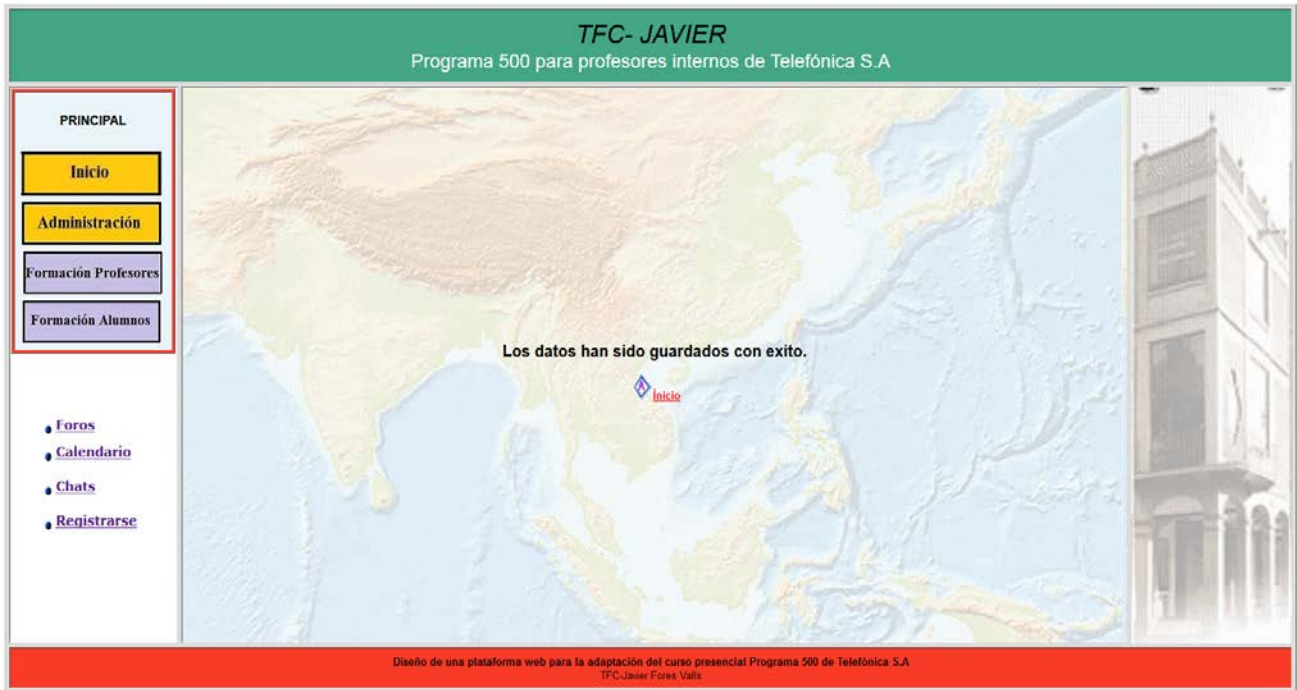 TFC- JAVIER
Programa 500 para profesores internos de Telefónica S.A
PRINCIPAL
Inicio
Administración
Formación Profesores
Formación Alumnos
Foros
Calendario
Chats
Registrarse
Los datos han sido guardados con exito.
Ínicio
Diseño de una plataforma web para la adaptación del curso presencial Programa 500 de Telefónica S.A
TFC-Javier Fores Valls